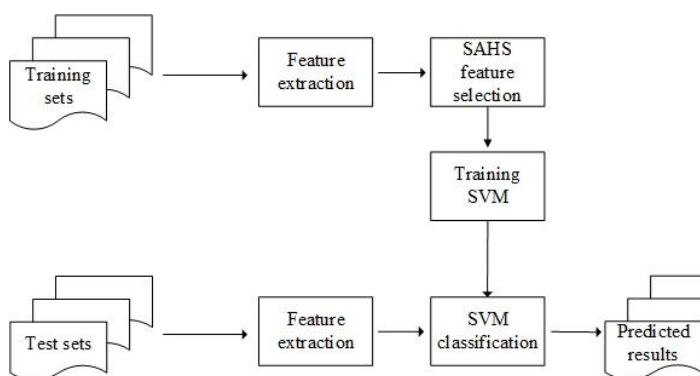 Training
sets
Feature
extraction
SAHS
feature
selection
Training
SVM
Test sets
Feature
extraction
SVM
classification
Predicted
results